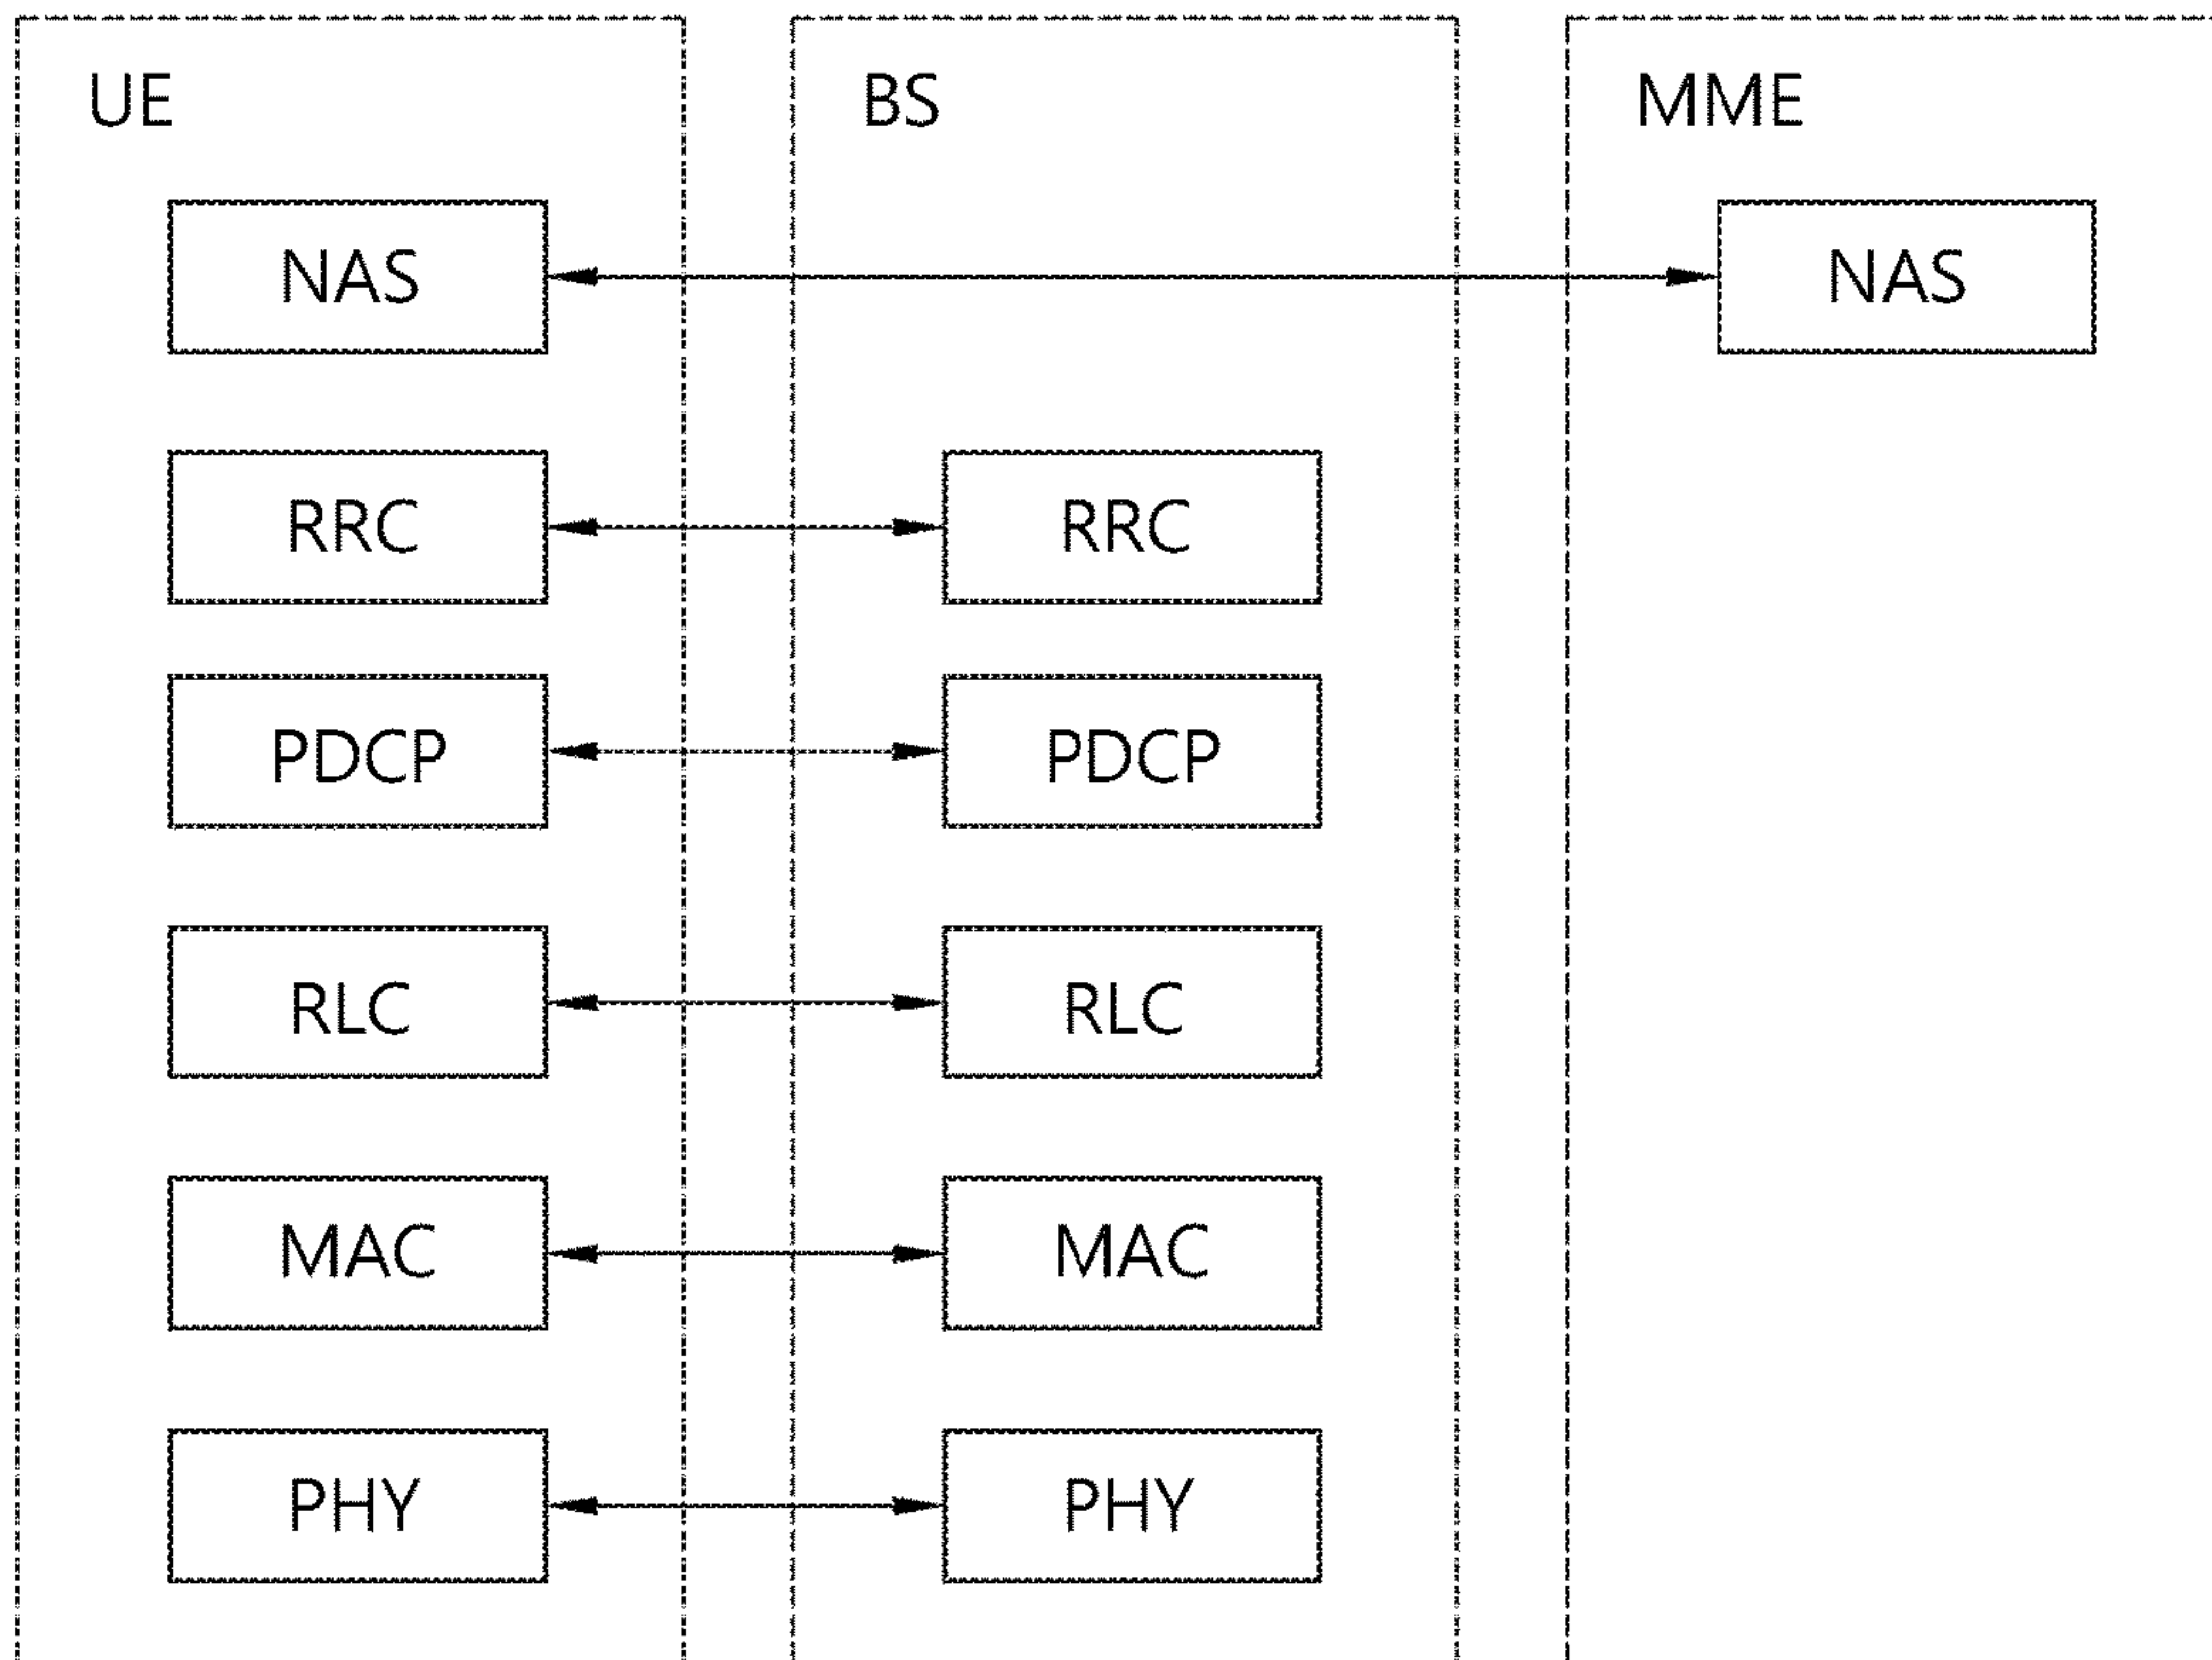 UE BS MME
NAS NAS
RRC RRC
PDCP PDCP
RLC RLC
MAC MAC
PHY PHY